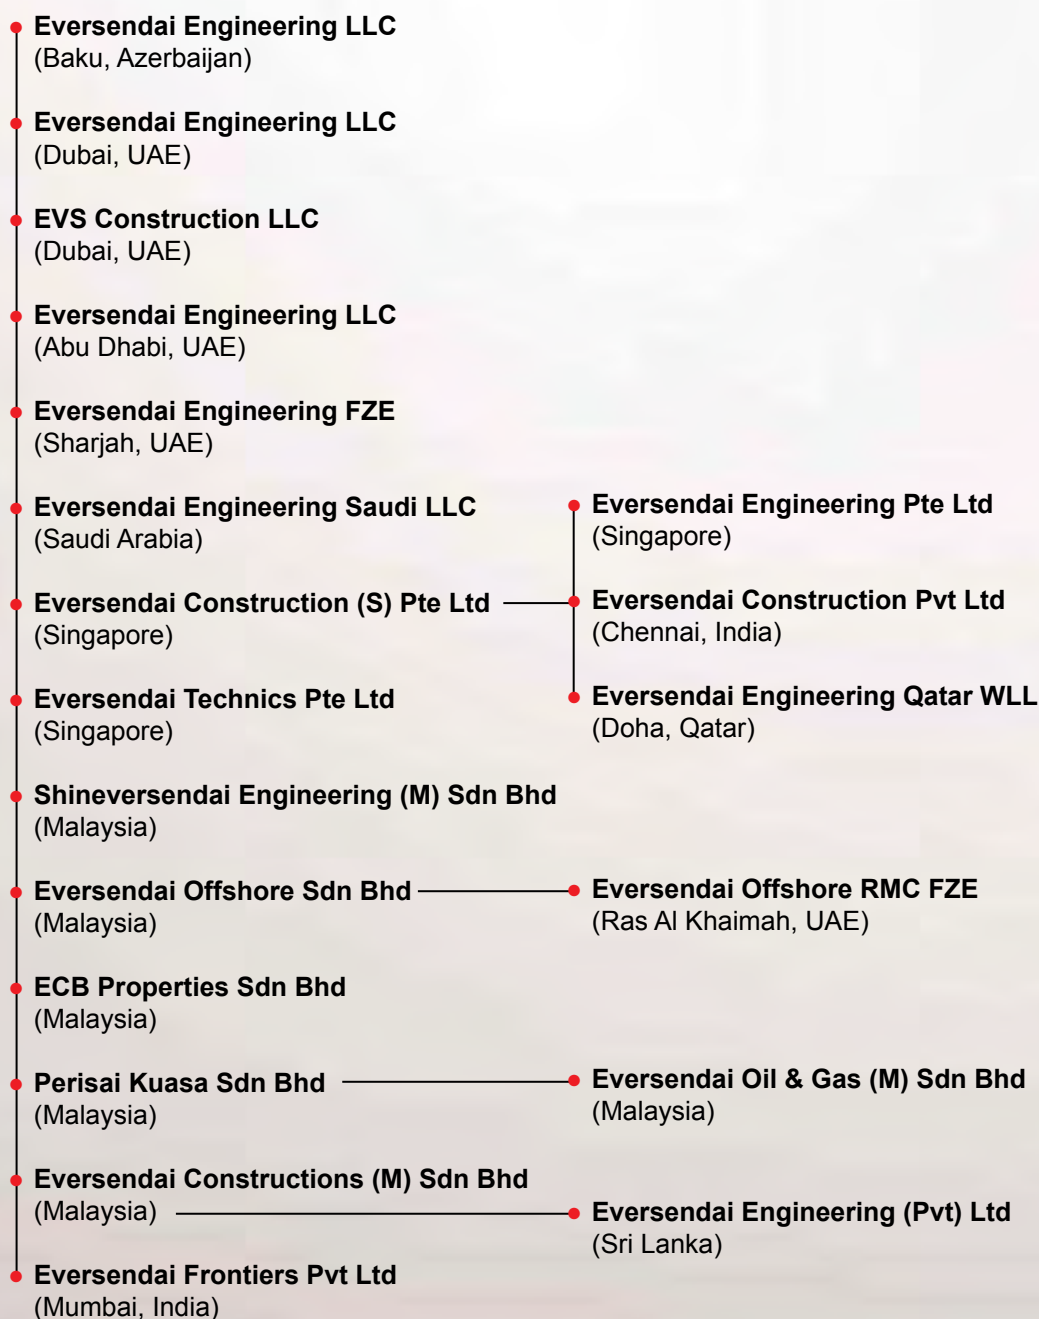 Eversendai Engineering LLC
(Baku, Azerbaijan)
Eversendai Engineering LLC
(Dubai, UAE)
EVS Construction LLC
(Dubai, UAE)
Eversendai Engineering LLC
(Abu Dhabi, UAE)
Eversendai Engineering FZE
(Sharjah, UAE)
Eversendai Engineering Saudi LLC
(Saudi Arabia)
Eversendai Construction (S) Pte Ltd
(Singapore)
Eversendai Technics Pte Ltd
(Singapore)
Shineversendai Engineering (M) Sdn Bhd
(Malaysia)
Eversendai Offshore Sdn Bhd
(Malaysia)
ECB Properties Sdn Bhd
(Malaysia)
Perisai Kuasa Sdn Bhd
(Malaysia)
Eversendai Constructions (M) Sdn Bhd
(Malaysia)
Eversendai Frontiers Pvt Ltd
(Mumbai, India)
Eversendai Engineering Pte Ltd
(Singapore)
Eversendai Construction Pvt Ltd
(Chennai, India)
Eversendai Engineering Qatar WLL
(Doha, Qatar)
Eversendai Offshore RMC FZE
(Ras Al Khaimah, UAE)
Eversendai Oil & Gas (M) Sdn Bhd
(Malaysia)
Eversendai Engineering (Pvt) Ltd
(Sri Lanka)